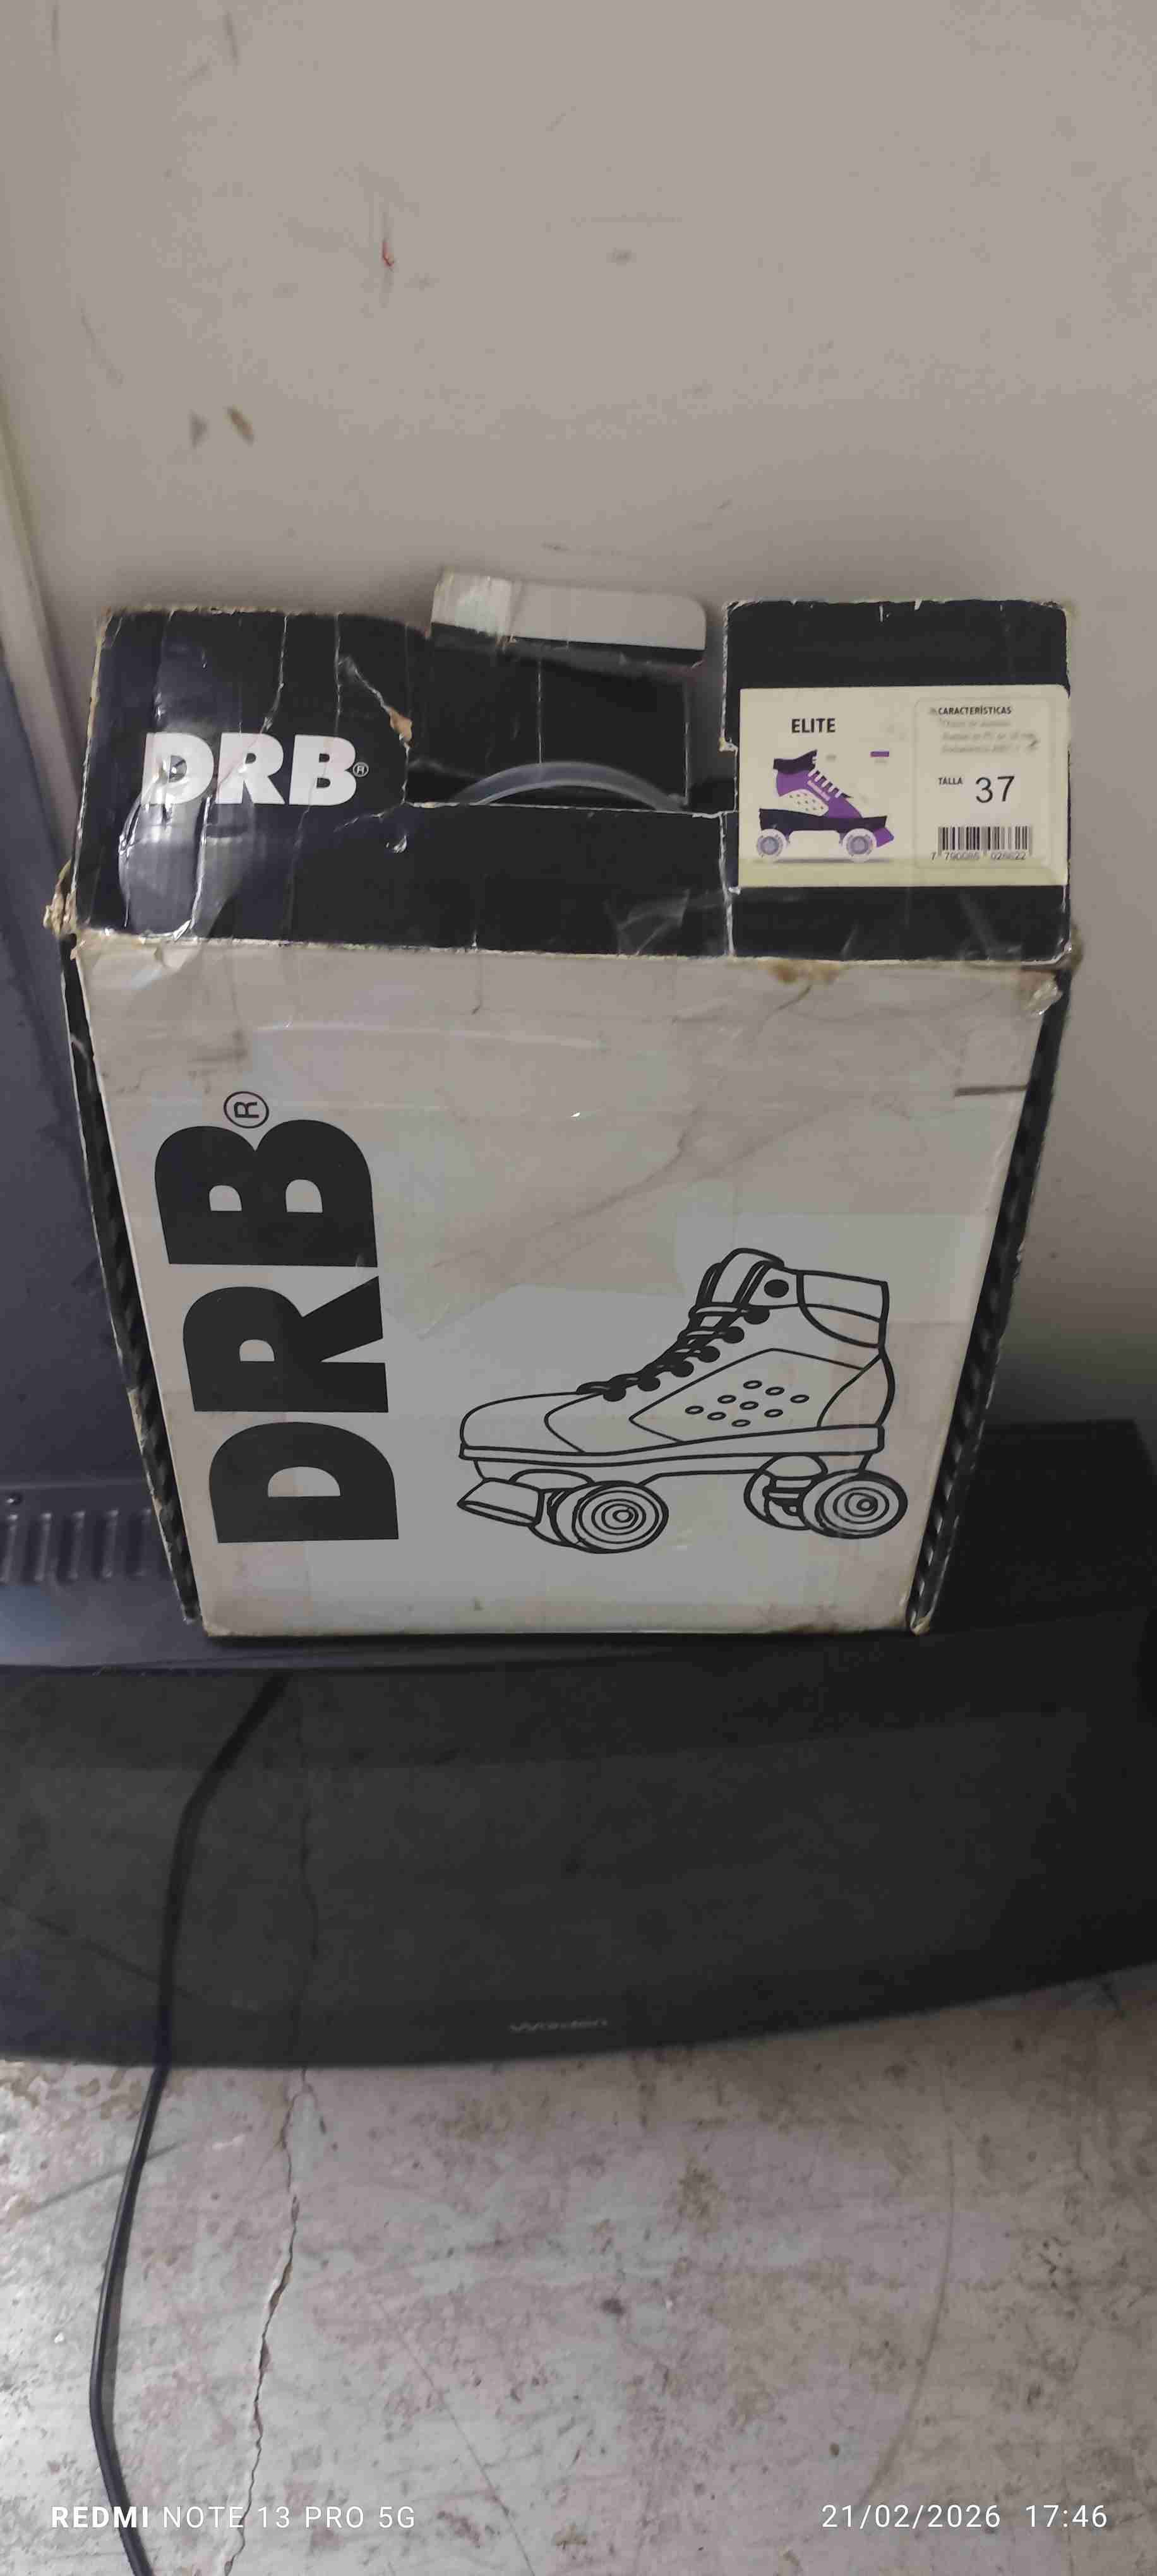 DRB®
ELITE
CARACTERÍSTICAS
TALLA 37
DRB®
REDMI NOTE 13 PRO 5G
21/02/2026 17:46